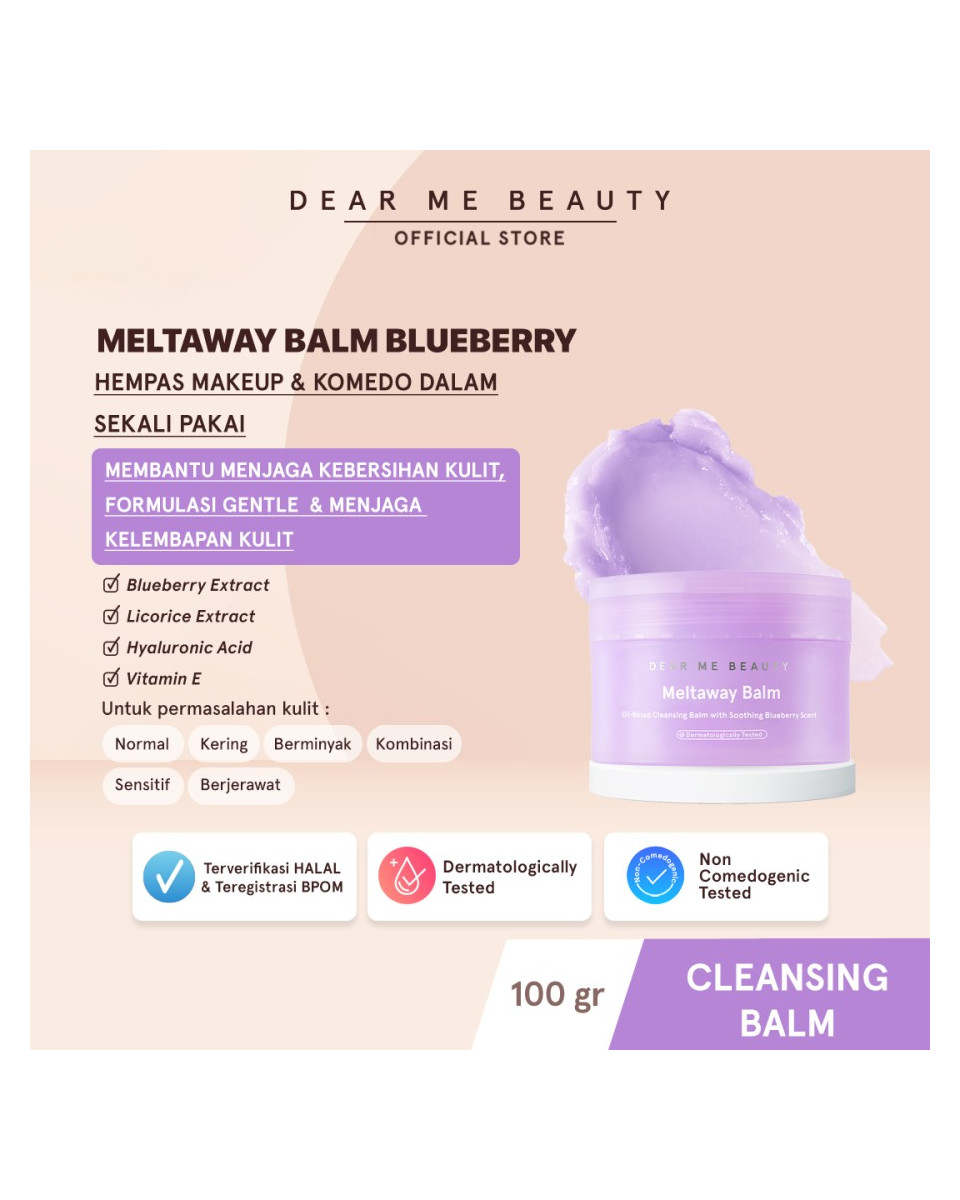 DEAR ME BEAUTY
OFFICIAL STORE
MELTAWAY BALM BLUEBERRY
HEMPAS MAKEUP & KOMEDO DALAM
SEKALI PAKAI
MEMBANTU MENJAGA KEBERSIHAN KULIT,
FORMULASI GENTLE & MENJAGA
KELEMBAPAN KULIT
Blueberry Extract
Licorice Extract
Hyaluronic Acid
Vitamin E
Untuk permasalahan kulit :
Normal Kering Berminyak Kombinasi
Sensitif Berjerawat
DEAR ME BEAUTY
Meltaway Balm
Oil-Based Cleansing Balm with Soothing Blueberry Scent
Dermatologically Tested
Terverifikasi HALAL
& Teregistrasi BPOM
Dermatologically
Tested
Non-Comedogenic
Non
Comedogenic
Tested
100 gr
CLEANSING
BALM